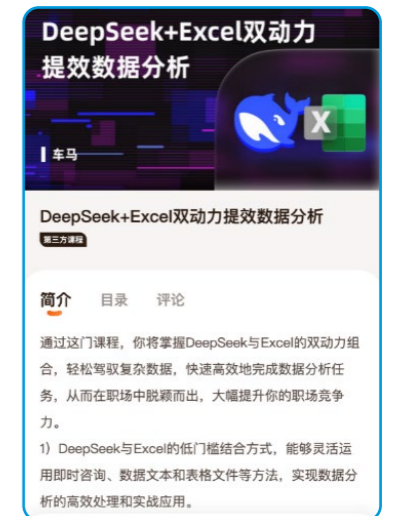 DeepSeek+Excel双动力
提效数据分析
车马
X
DeepSeek+Excel双动力提效数据分析
第三方课程
简介 目录 评论
通过这门课程，你将掌握DeepSeek与Excel的双动力组
合，轻松驾驭复杂数据，快速高效地完成数据分析任
务，从而在职场中脱颖而出，大幅提升你的职场竞争
力。
1）DeepSeek与Excel的低门槛结合方式，能够灵活运
用即时咨询、数据文本和表格文件等方法，实现数据分
析的高效处理和实战应用。